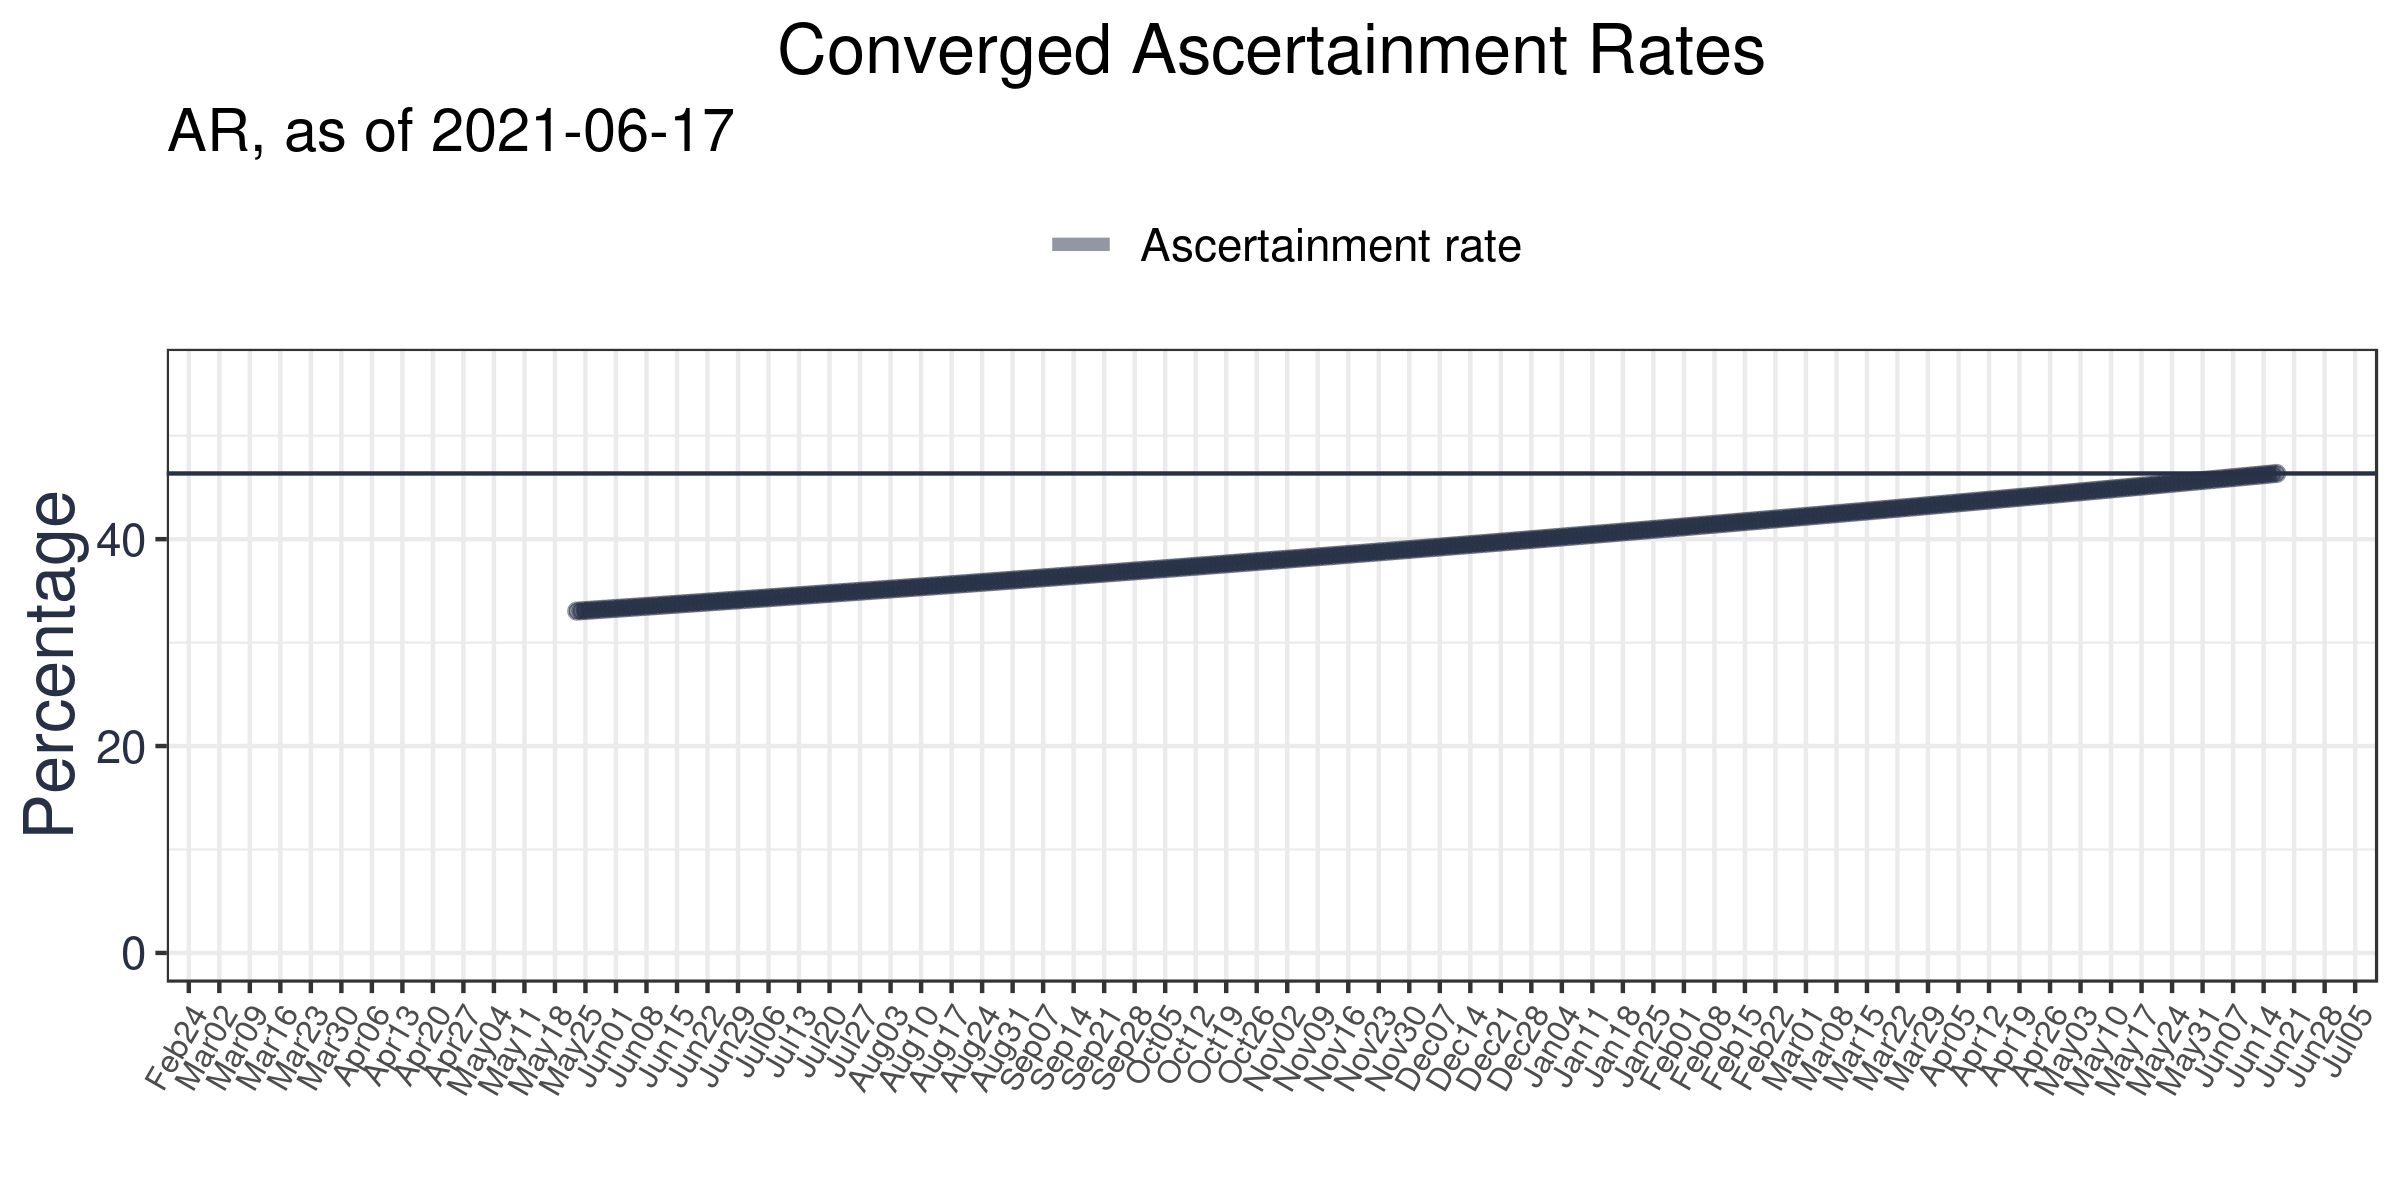 Converged Ascertainment Rates
AR, as of 2021-06-17
Ascertainment rate
Percentage
40
20
0
Feb24
Mar02
Mar09
Mar16
Mar23
Mar30
Apr06
Apr13
Apr20
Apr27
May04
May11
May18
May25
Jun01
Jun08
Jun15
Jun22
Jun29
Jul06
Jul13
Jul20
Jul27
Aug03
Aug10
Aug17
Aug24
Aug31
Sep07
Sep14
Sep21
Sep28
Oct05
Oct12
Oct19
Oct26
Nov02
Nov09
Nov16
Nov23
Nov30
Dec07
Dec14
Dec21
Dec28
Jan04
Jan11
Jan18
Jan25
Feb01
Feb08
Feb15
Feb22
Mar01
Mar08
Mar15
Mar22
Mar29
Apr05
Apr12
Apr19
Apr26
May03
May10
May17
May24
May31
Jun07
Jun14
Jun21
Jun28
Jul05